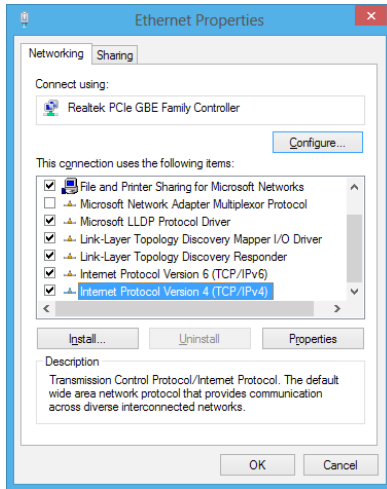 Ethernet Properties
Networking
Sharing
Connect using:
Realtek PCIe GBE Family Controller
Configure...
This connection uses the following items:
File and Printer Sharing for Microsoft Networks
Microsoft Network Adapter Multiplexor Protocol
Microsoft LLDP Protocol Driver
Link-Layer Topology Discovery Mapper I/O Driver
Link-Layer Topology Discovery Responder
Internet Protocol Version 6 (TCP/IPv6)
Internet Protocol Version 4 (TCP/IPv4)
Install...
Uninstall
Properties
Description
Transmission Control Protocol/Internet Protocol. The default
wide area network protocol that provides communication
across diverse interconnected networks.
OK
Cancel